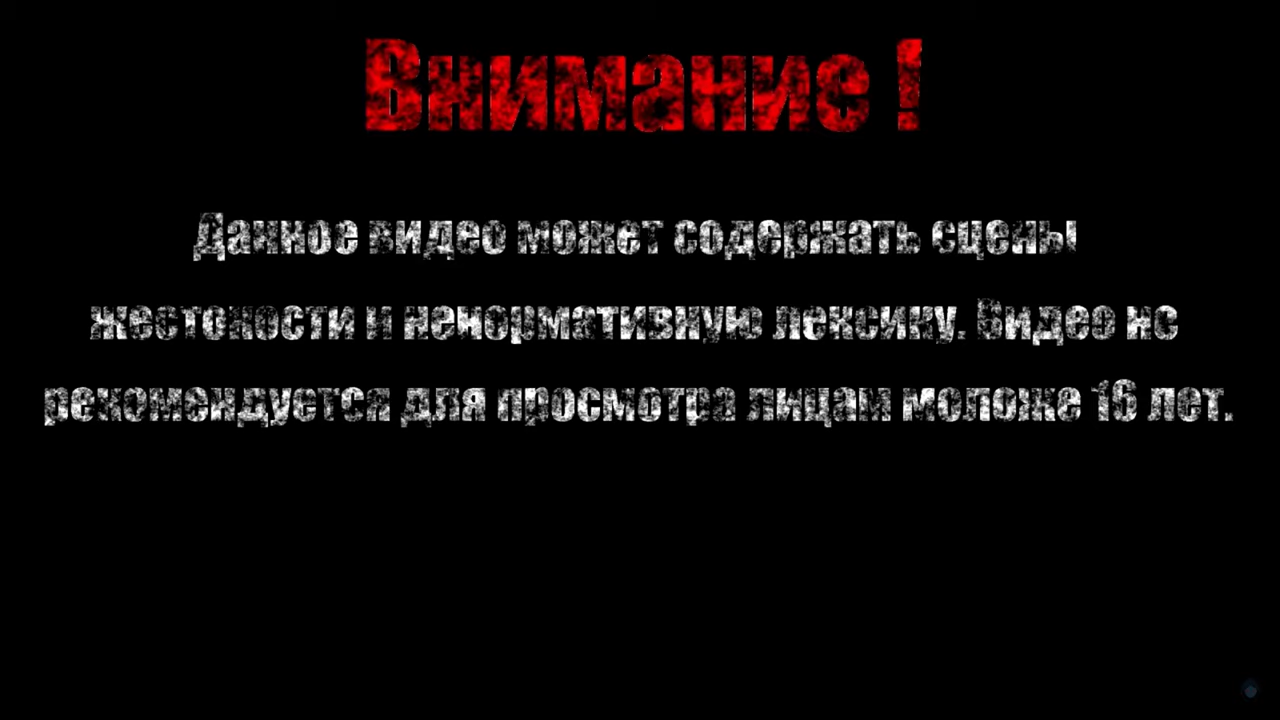 Внимание !
Данное видео может содержать сцены
жестокости и ненормативную лексику. Видео не
рекомендуется для просмотра лицам моложе 16 лет.